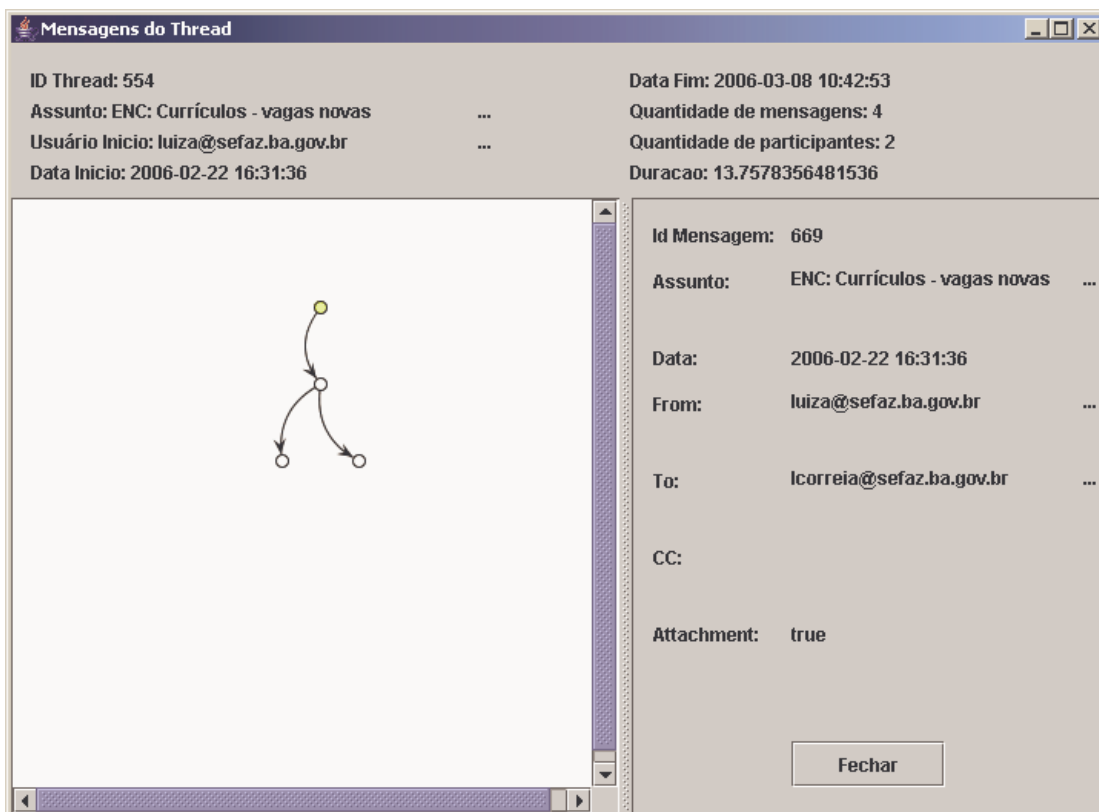 Mensagens do Thread
ID Thread: 554
Assunto: ENC: Currículos - vagas novas ...
Usuário Inicio: luiza@sefaz.ba.gov.br ...
Data Inicio: 2006-02-22 16:31:36
Data Fim: 2006-03-08 10:42:53
Quantidade de mensagens: 4
Quantidade de participantes: 2
Duracao: 13.7578356481536
Id Mensagem: 669
Assunto: ENC: Currículos - vagas novas ...
Data: 2006-02-22 16:31:36
From: luiza@sefaz.ba.gov.br ...
To: lcorreia@sefaz.ba.gov.br ...
CC:
Attachment: true
Fechar